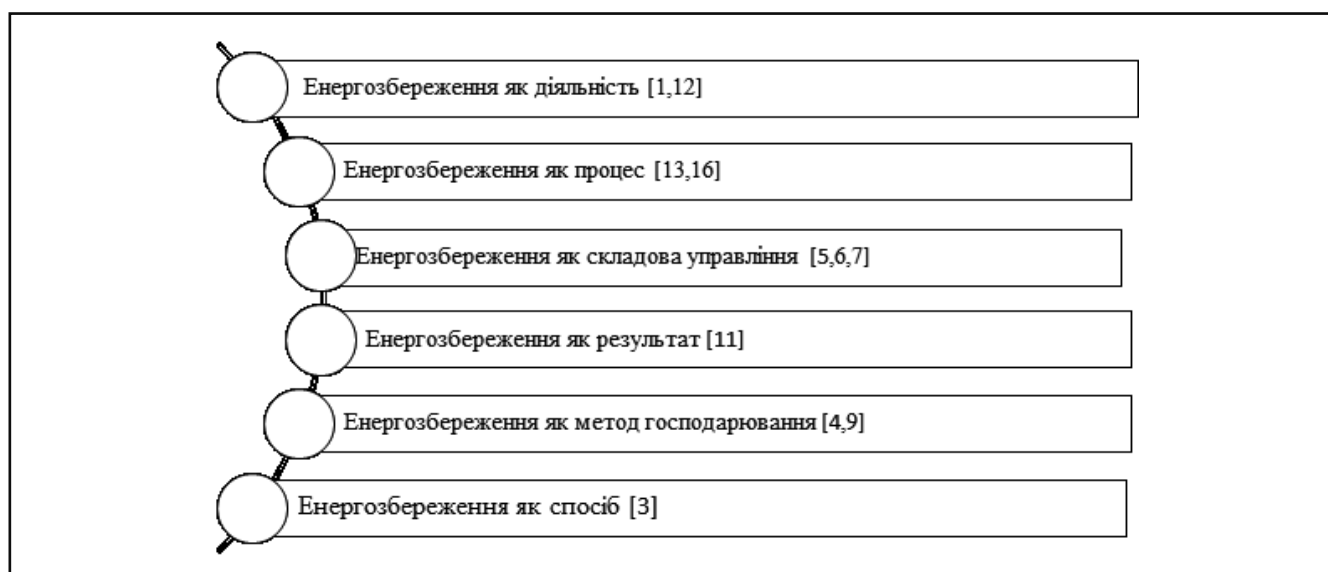 Енергозбереження як діяльність [1,12]
Енергозбереження як процес [13,16]
Енергозбереження як складова управління [5,6,7]
Енергозбереження як результат [11]
Енергозбереження як метод господарювання [4,9]
Енергозбереження як спосіб [3]